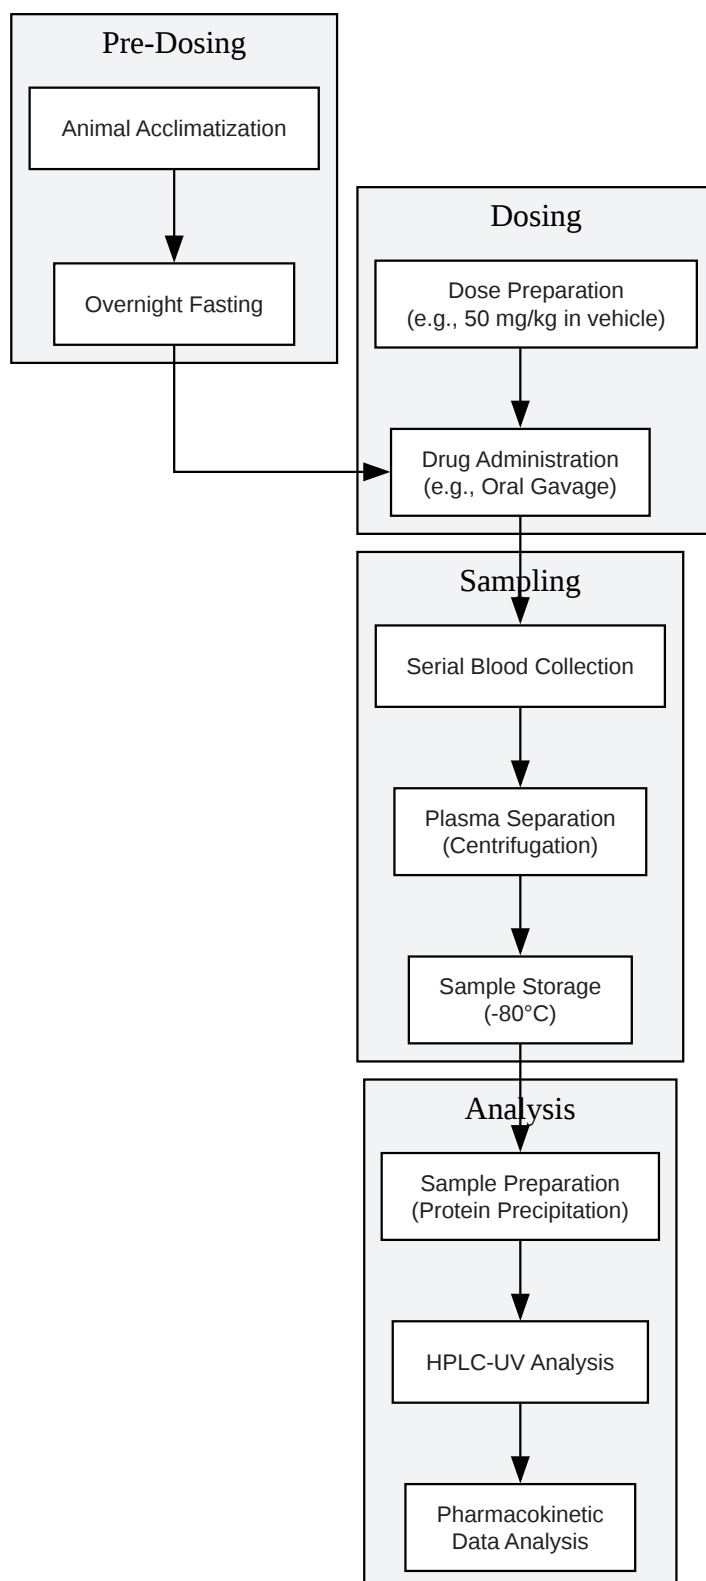 Pre-Dosing
Animal Acclimatization
Overnight Fasting
Dosing
Dose Preparation
(e.g., 50 mg/kg in vehicle)
Drug Administration
(e.g., Oral Gavage)
Sampling
Serial Blood Collection
Plasma Separation
(Centrifugation)
Sample Storage
(-80°C)
Analysis
Sample Preparation
(Protein Precipitation)
HPLC-UV Analysis
Pharmacokinetic
Data Analysis